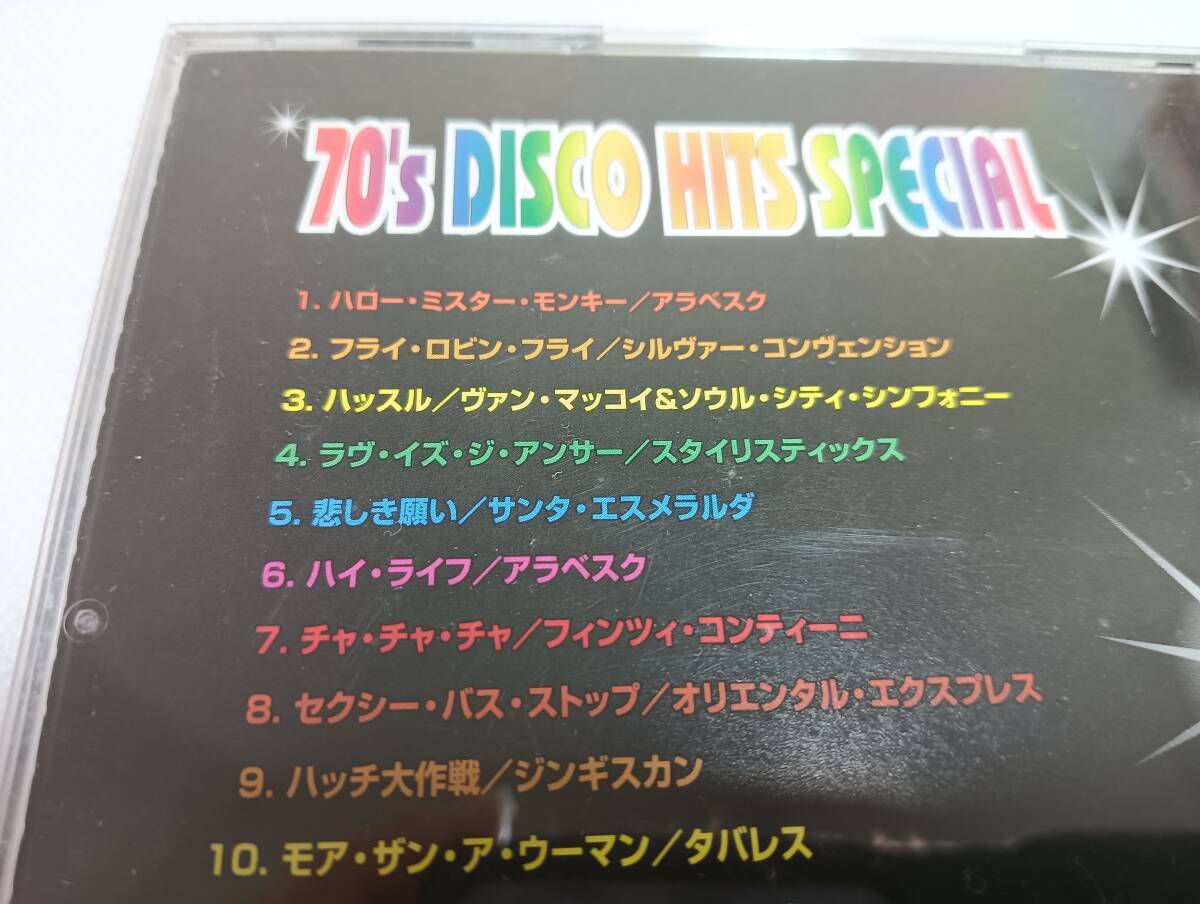 70's DISCO HITS SPECIAL
1. ハロー・ミスター・モンキー/アラベスク
2. フライ・ロビン・フライ/シルヴァー・コンヴェンション
3. ハッスル/ヴァン・マッコイ&ソウル・シティ・シンフォニー
4. ラヴ・イズ・ジ・アンサー/スタイリスティックス
5. 悲しき願い/サンタ・エスメラルダ
6. ハイ・ライフ/アラベスク
7. チャ・チャ・チャ/フィンツィ・コンティーニ
8. セクシー・バス・ストップ/オリエンタル・エクスプレス
9. ハッチ大作戦/ジンギスカン
10. モア・ザン・ア・ウーマン/タバレス